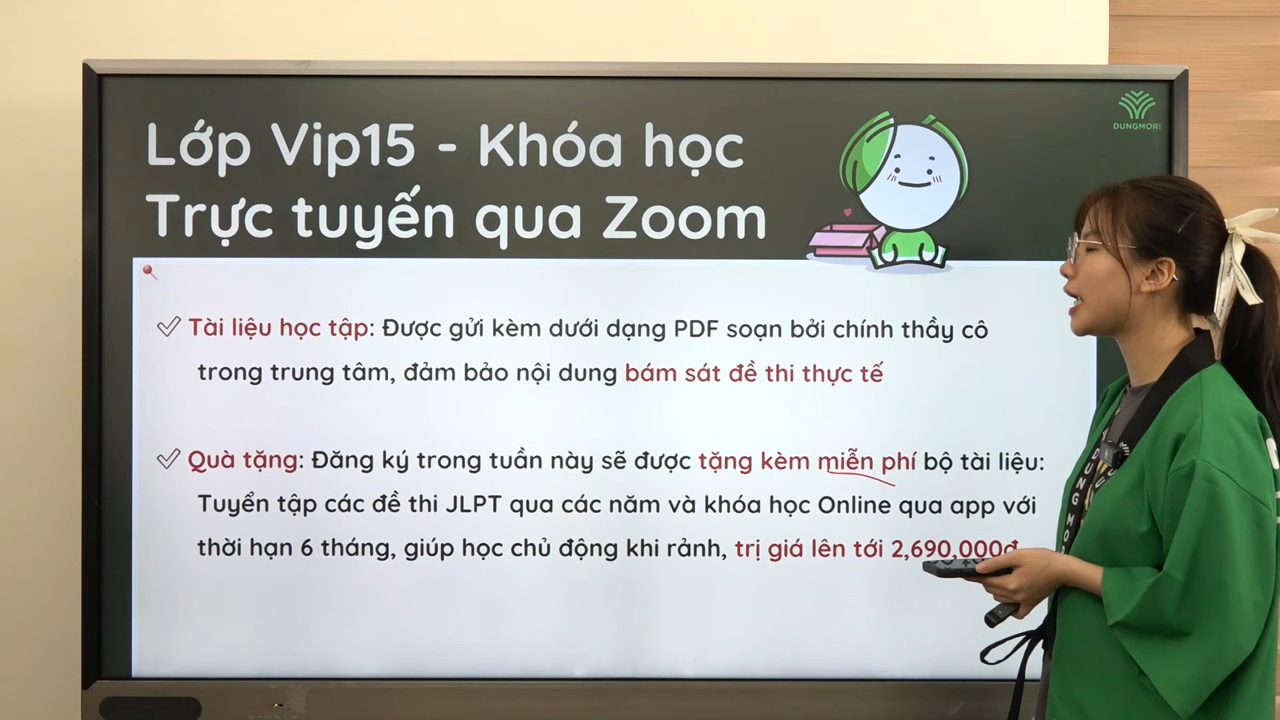 Lớp Vip15 - Khóa học
Trực tuyến qua Zoom
DUNGMORI
Tài liệu học tập: Được gửi kèm dưới dạng PDF soạn bởi chính thầy cô
trong trung tâm, đảm bảo nội dung bám sát đề thi thực tế
Quà tặng: Đăng ký trong tuần này sẽ được tặng kèm miễn phí bộ tài liệu:
Tuyển tập các đề thi JLPT qua các năm và khóa học Online qua app với
thời hạn 6 tháng, giúp học chủ động khi rảnh, trị giá lên tới 2,690,000đ